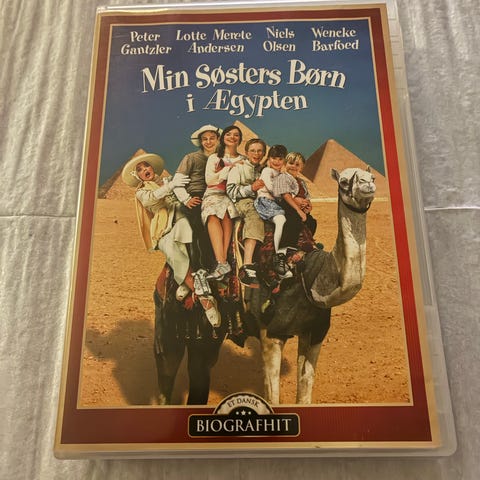 Peter Lotte Merete Niels Wencke
Gantzler Andersen Olsen Barfoed
Min Søsters Børn
i Ægypten
ET DANSK
BIOGRAFHIT